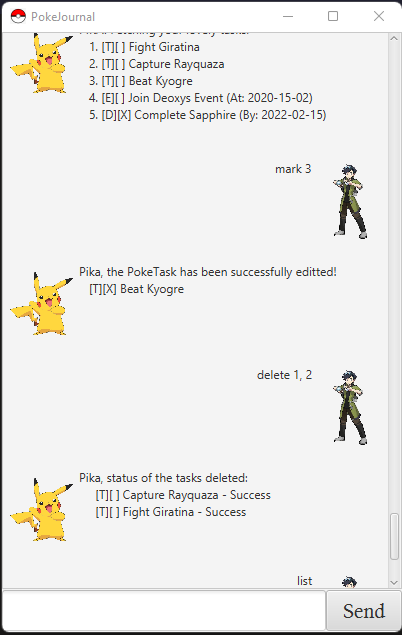 PokeJournal
1. [T][ ] Fight Giratina
2. [T][ ] Capture Rayquaza
3. [T][ ] Beat Kyogre
4. [E][ ] Join Deoxys Event (At: 2020-15-02)
5. [D][X] Complete Sapphire (By: 2022-02-15)
mark 3
Pika, the PokeTask has been successfully editted!
[T][X] Beat Kyogre
delete 1, 2
Pika, status of the tasks deleted:
[T][ ] Capture Rayquaza - Success
[T][ ] Fight Giratina - Success
list
Send